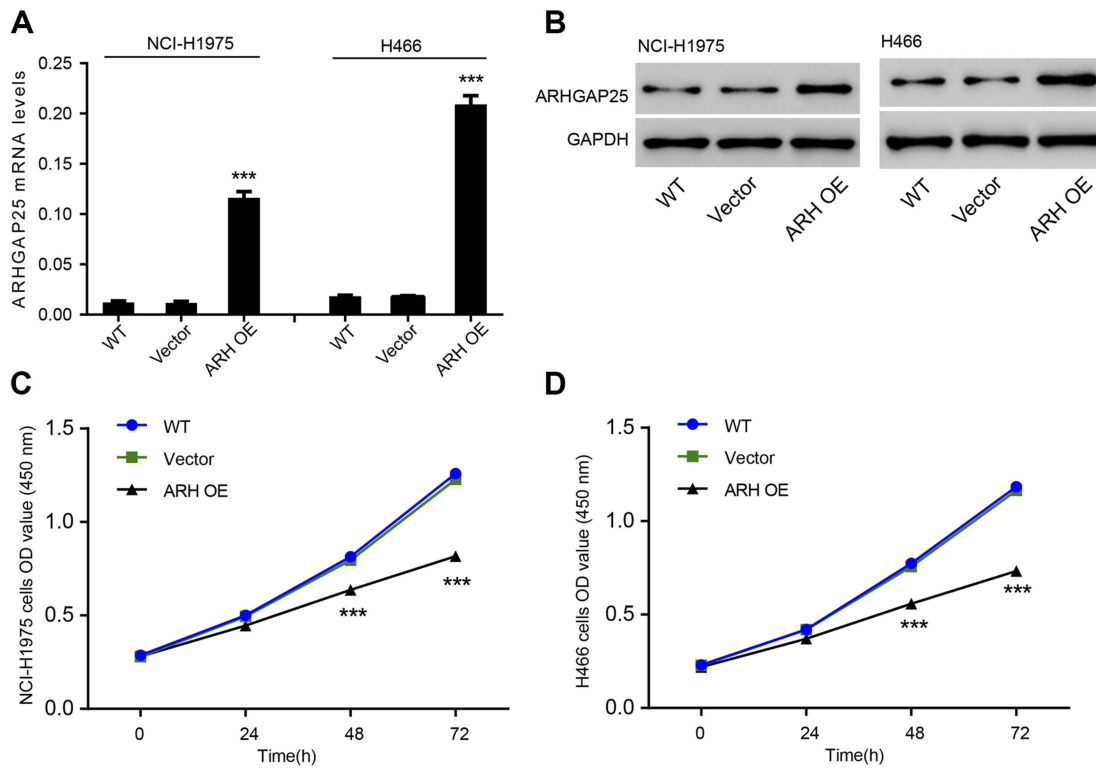 A
NCI-H1975
H466
ARHGAP25 mRNA levels
0.25
0.20
0.15
0.10
0.05
0.00
***
***
WT
Vector
ARH OE
WT
Vector
ARH OE
B
NCI-H1975
H466
ARHGAP25
GAPDH
WT
Vector
ARH OE
WT
Vector
ARH OE
C
NCI-H1975 cells OD value (450 nm)
1.5
1.0
0.5
0.0
WT
Vector
ARH OE
***
***
0 24 48 72
Time(h)
D
H466 cells OD value (450 nm)
1.5
1.0
0.5
0.0
WT
Vector
ARH OE
***
***
0 24 48 72
Time(h)